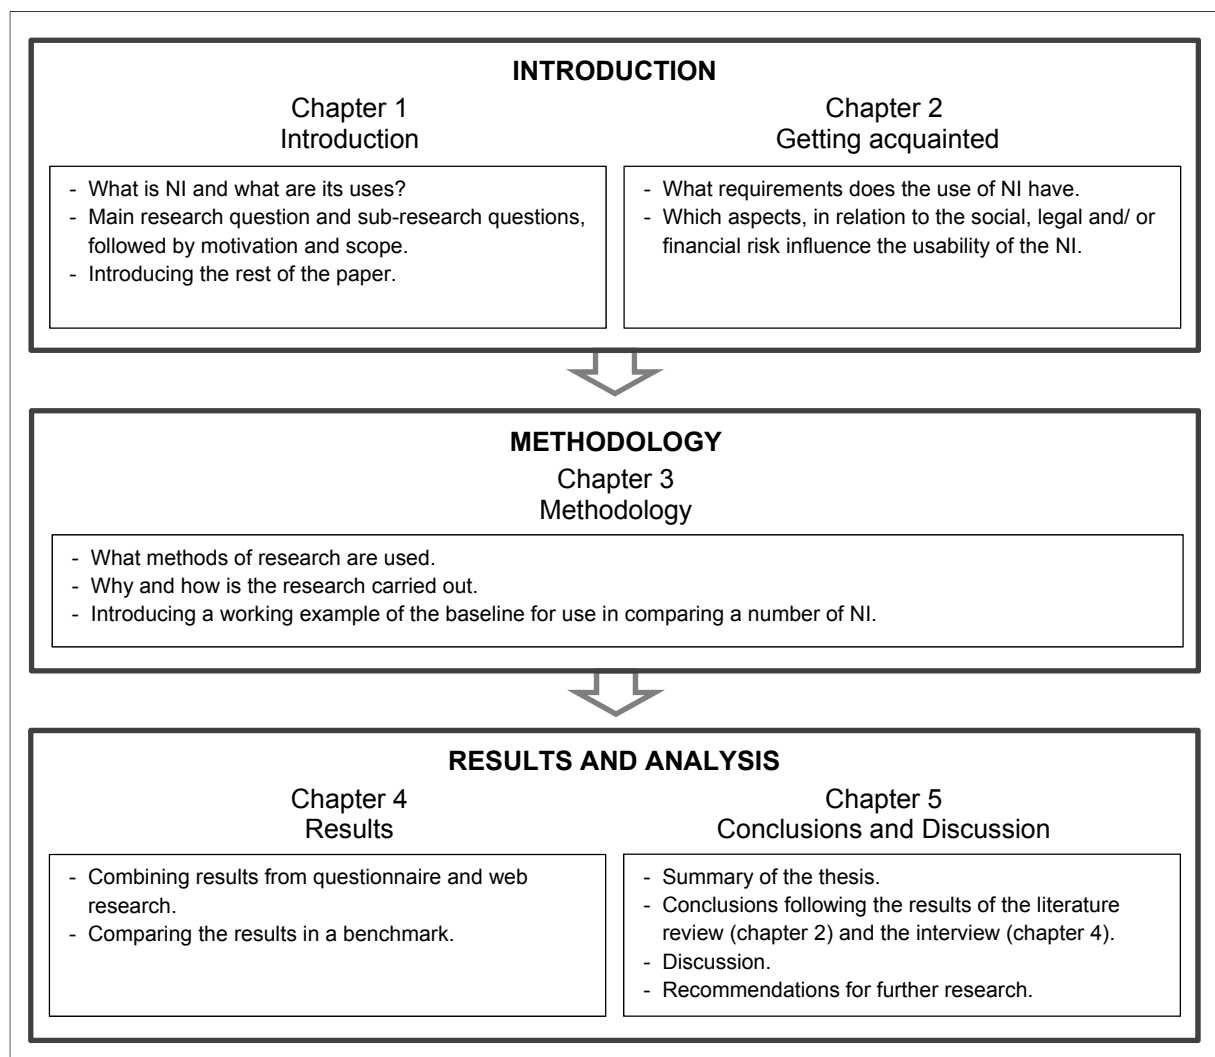 INTRODUCTION
Chapter 1
Introduction
- What is NI and what are its uses?
- Main research question and sub-research questions,
followed by motivation and scope.
- Introducing the rest of the paper.
Chapter 2
Getting acquainted
- What requirements does the use of NI have.
- Which aspects, in relation to the social, legal and/ or
financial risk influence the usability of the NI.
METHODOLOGY
Chapter 3
Methodology
- What methods of research are used.
- Why and how is the research carried out.
- Introducing a working example of the baseline for use in comparing a number of NI.
RESULTS AND ANALYSIS
Chapter 4
Results
- Combining results from questionnaire and web
research.
- Comparing the results in a benchmark.
Chapter 5
Conclusions and Discussion
- Summary of the thesis.
- Conclusions following the results of the literature
review (chapter 2) and the interview (chapter 4).
- Discussion.
- Recommendations for further research.